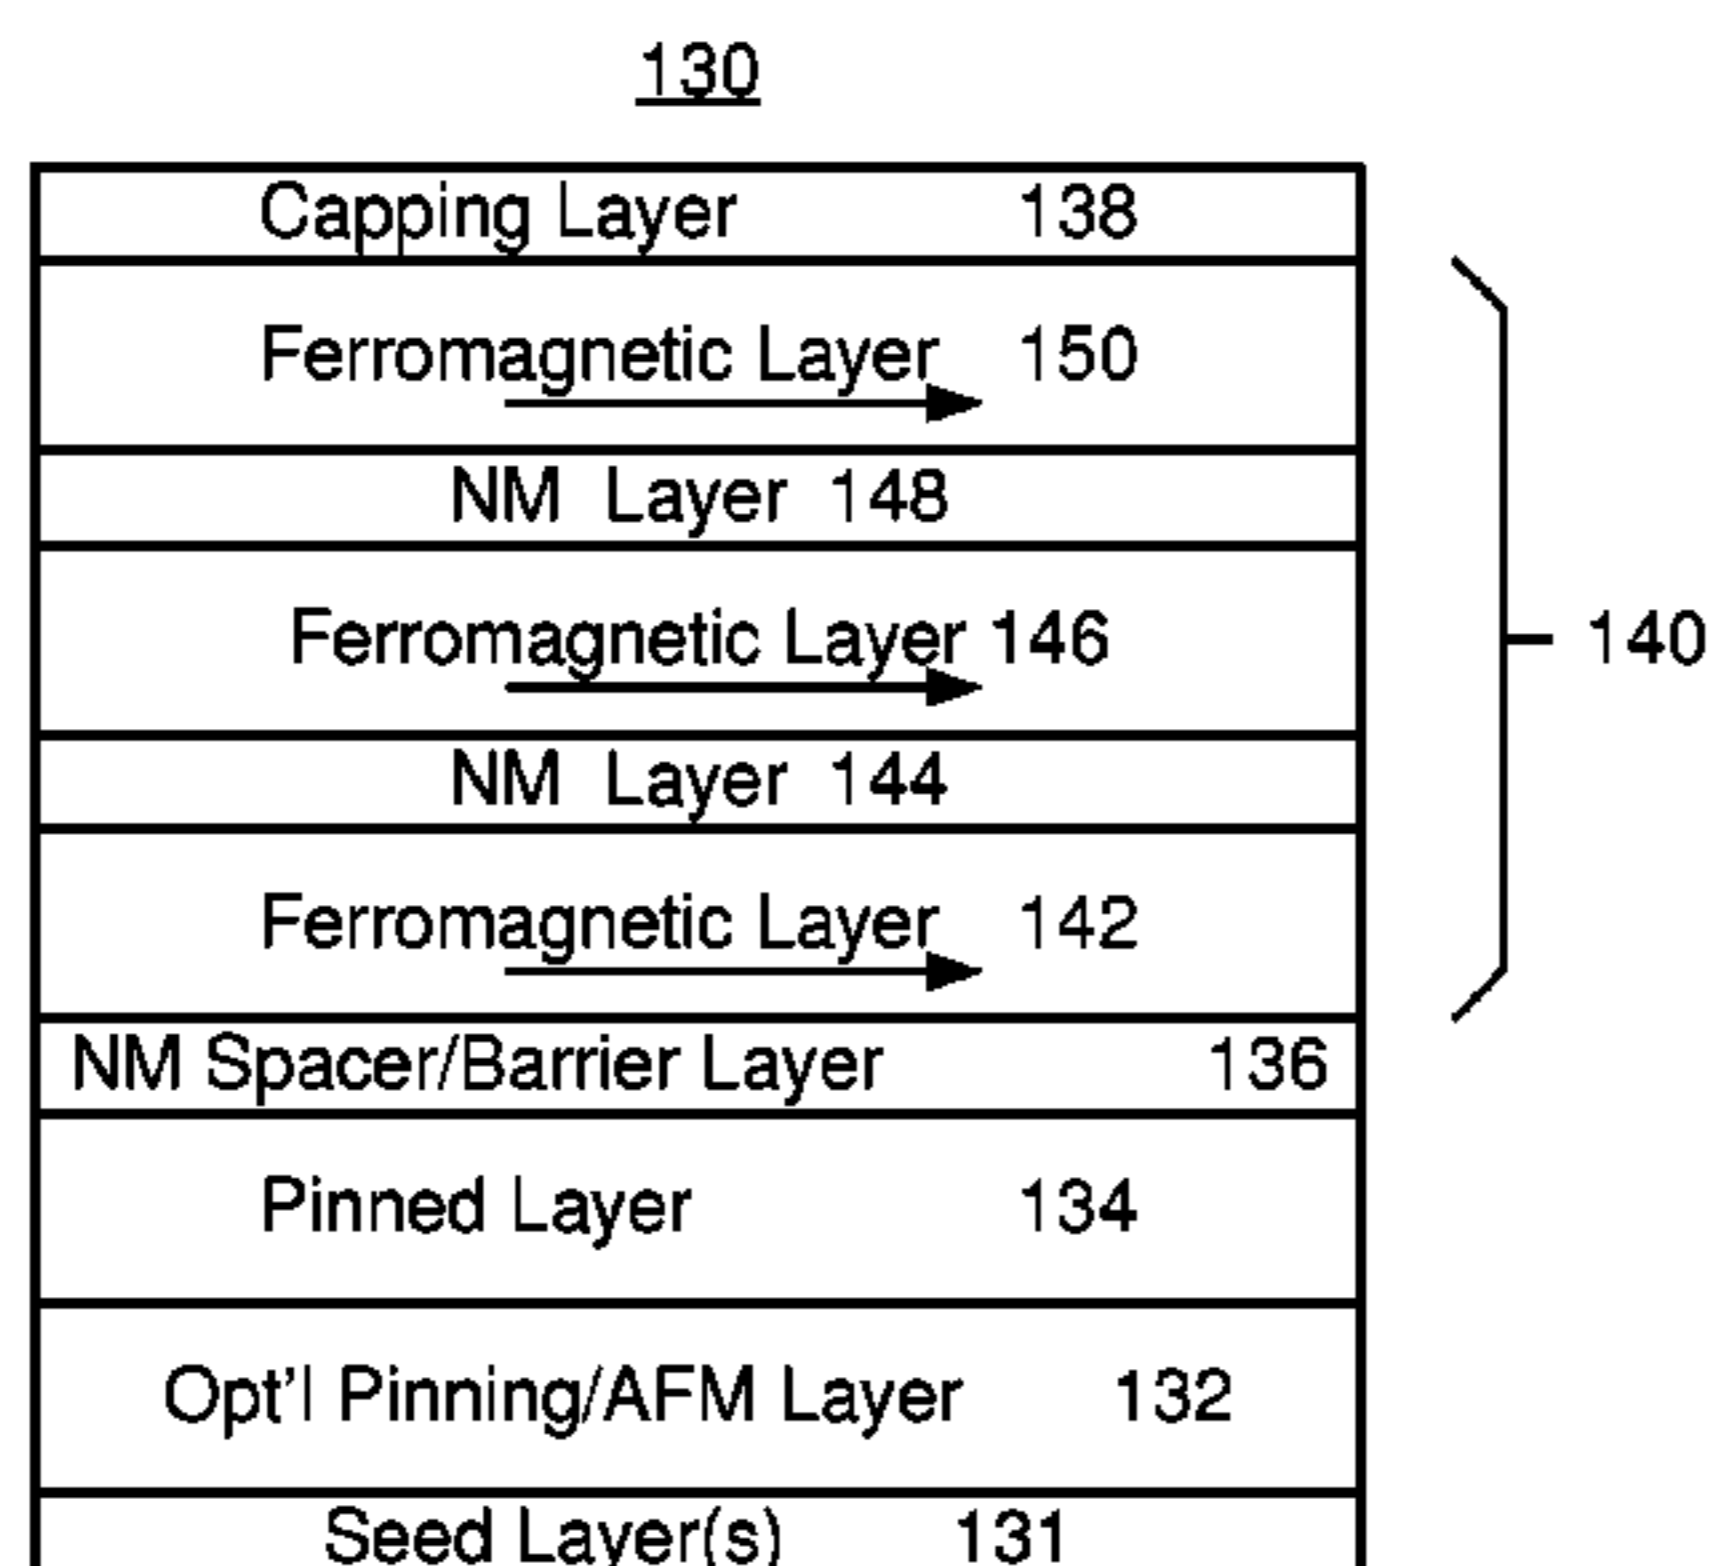 130
Capping Layer 138
Ferromagnetic Layer 150
NM Layer 148
Ferromagnetic Layer 146
140
NM Layer 144
Ferromagnetic Layer 142
NM Spacer/Barrier Layer 136
Pinned Layer 134
Opt'l Pinning/AFM Layer 132
Seed Layer(s) 131